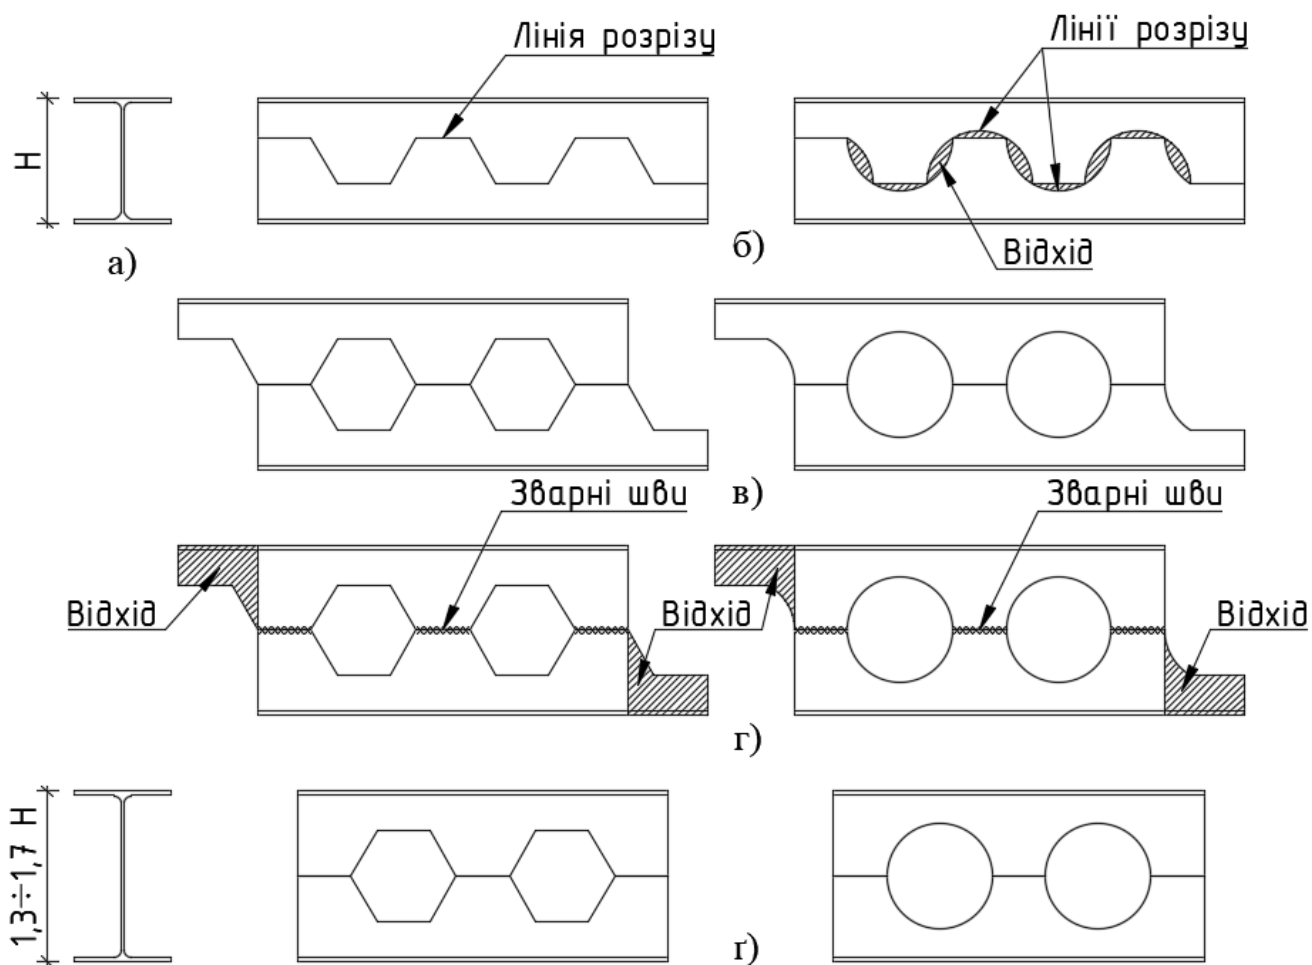 Лінія розрізу
Лінії розрізу
Н
а)
б)
Відхід
в)
Зварні шви
Зварні шви
Відхід
Відхід
Відхід
г)
1,3÷1,7 Н
ґ)